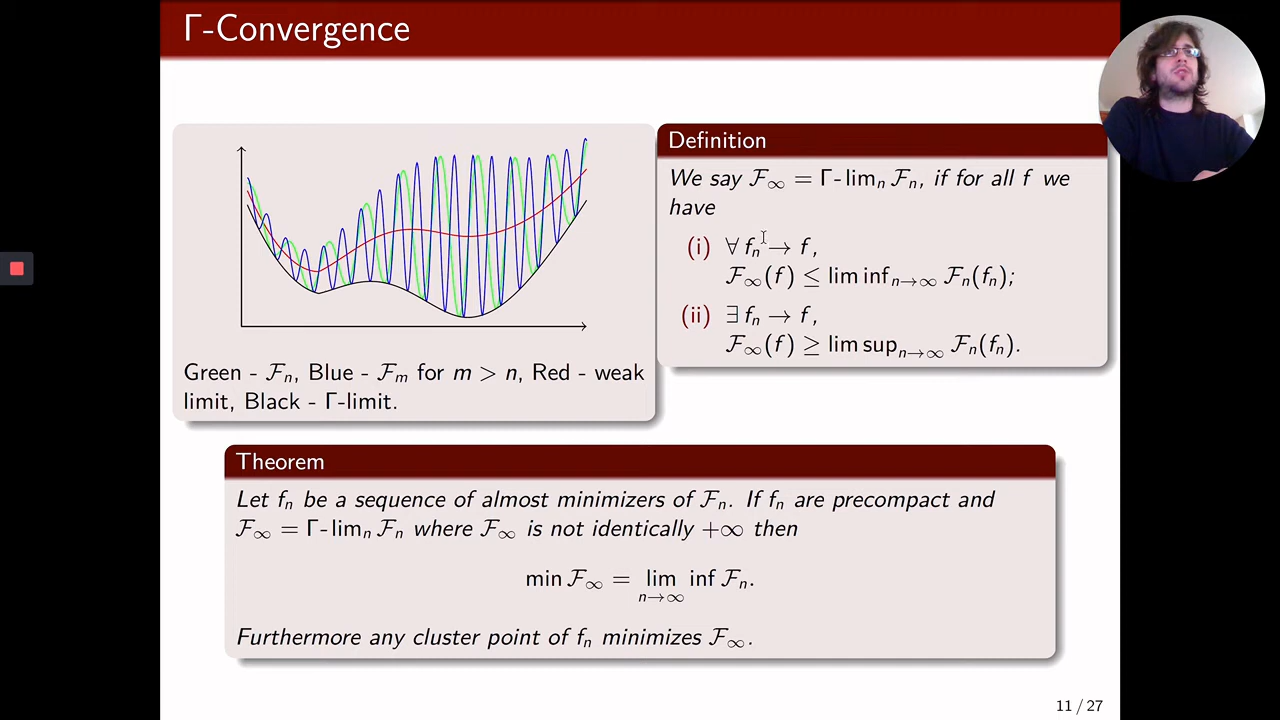 Γ-Convergence
Green - ℱₙ, Blue - ℱₘ for m > n, Red - weak
limit, Black - Γ-limit.
Definition
We say ℱ∞ = Γ-limₙ ℱₙ, if for all f we
have
(i) ∀ fₙ → f,
ℱ∞(f) ≤ lim infₙ→∞ ℱₙ(fₙ);
(ii) ∃ fₙ → f,
ℱ∞(f) ≥ lim supₙ→∞ ℱₙ(fₙ).
Theorem
Let fₙ be a sequence of almost minimizers of ℱₙ. If fₙ are precompact and
ℱ∞ = Γ-limₙ ℱₙ where ℱ∞ is not identically +∞ then
min ℱ∞ = lim inf ℱₙ.
n→∞
Furthermore any cluster point of fₙ minimizes ℱ∞.
11 / 27